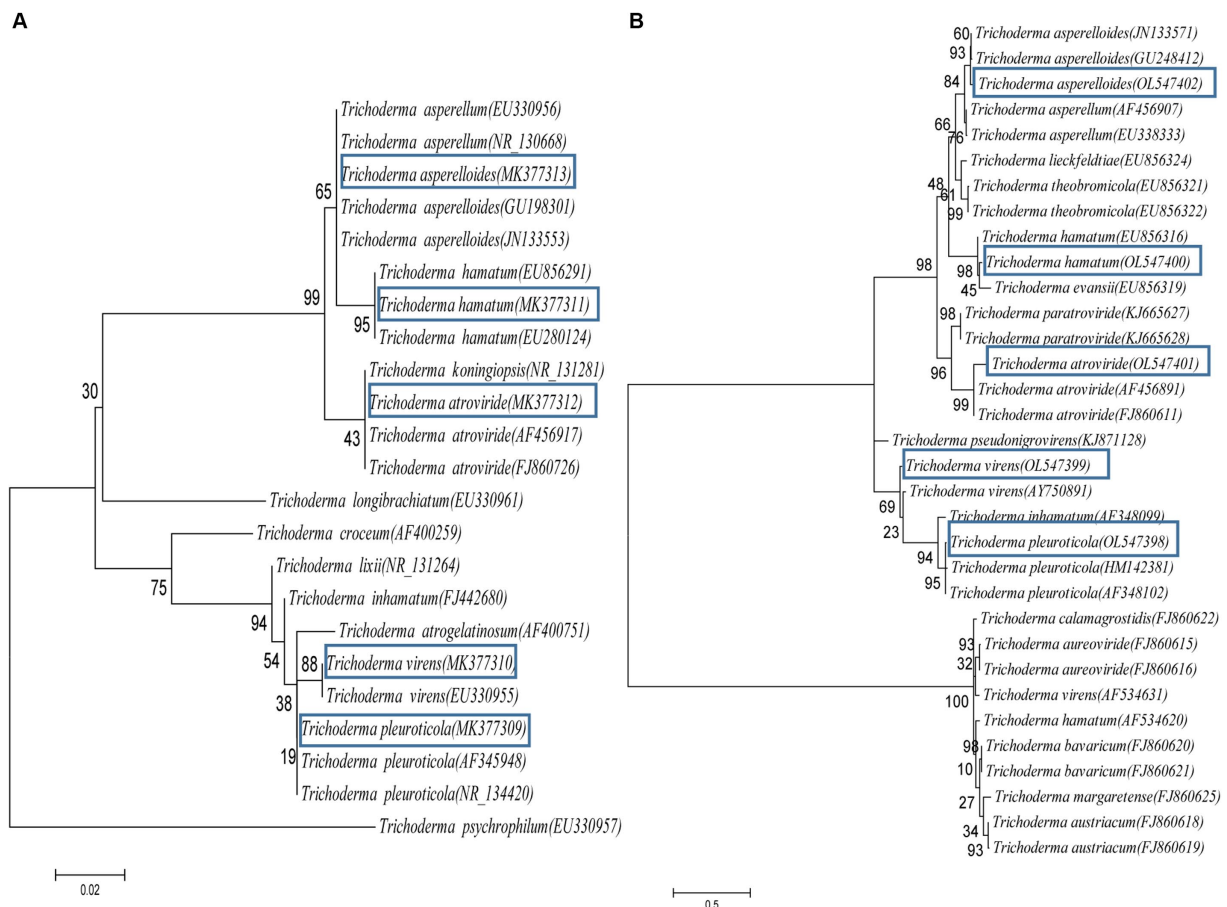 A
Trichoderma asperellum(EU330956)
Trichoderma asperellum(NR_130668)
Trichoderma asperelloides(MK377313)
65
Trichoderma asperelloides(GU198301)
Trichoderma asperelloides(JN133553)
Trichoderma hamatum(EU856291)
99
Trichoderma hamatum(MK377311)
95
Trichoderma hamatum(EU280124)
Trichoderma koningiopsis(NR_131281)
30
Trichoderma atroviride(MK377312)
43
Trichoderma atroviride(AF456917)
Trichoderma atroviride(FJ860726)
Trichoderma longibrachiatum(EU330961)
Trichoderma croceum(AF400259)
75
Trichoderma lixii(NR_131264)
Trichoderma inhamatum(FJ442680)
94
Trichoderma atrogelatinosum(AF400751)
54
88
Trichoderma virens(MK377310)
Trichoderma virens(EU330955)
38
Trichoderma pleuroticola(MK377309)
19
Trichoderma pleuroticola(AF345948)
Trichoderma pleuroticola(NR_134420)
Trichoderma psychrophilum(EU330957)
0.02
B
60
Trichoderma asperelloides(JN133571)
93
Trichoderma asperelloides(GU248412)
84
Trichoderma asperelloides(OL547402)
Trichoderma asperellum(AF456907)
66
76
Trichoderma asperellum(EU338333)
Trichoderma lieckfeldtiae(EU856324)
48
61
Trichoderma theobromicola(EU856321)
99
Trichoderma theobromicola(EU856322)
Trichoderma hamatum(EU856316)
98
98
Trichoderma hamatum(OL547400)
45
Trichoderma evansii(EU856319)
98
Trichoderma paratroviride(KJ665627)
Trichoderma paratroviride(KJ665628)
96
Trichoderma atroviride(OL547401)
99
Trichoderma atroviride(AF456891)
Trichoderma atroviride(FJ860611)
Trichoderma pseudonigrovirens(KJ871128)
Trichoderma virens(OL547399)
69
Trichoderma virens(AY750891)
23
Trichoderma inhamatum(AF348099)
94
Trichoderma pleuroticola(OL547398)
95
Trichoderma pleuroticola(HM142381)
Trichoderma pleuroticola(AF348102)
Trichoderma calamagrostidis(FJ860622)
93
Trichoderma aureoviride(FJ860615)
32
Trichoderma aureoviride(FJ860616)
100
Trichoderma virens(AF534631)
Trichoderma hamatum(AF534620)
98
Trichoderma bavaricum(FJ860620)
10
Trichoderma bavaricum(FJ860621)
27
Trichoderma margaretense(FJ860625)
34
Trichoderma austriacum(FJ860618)
93
Trichoderma austriacum(FJ860619)
0.5